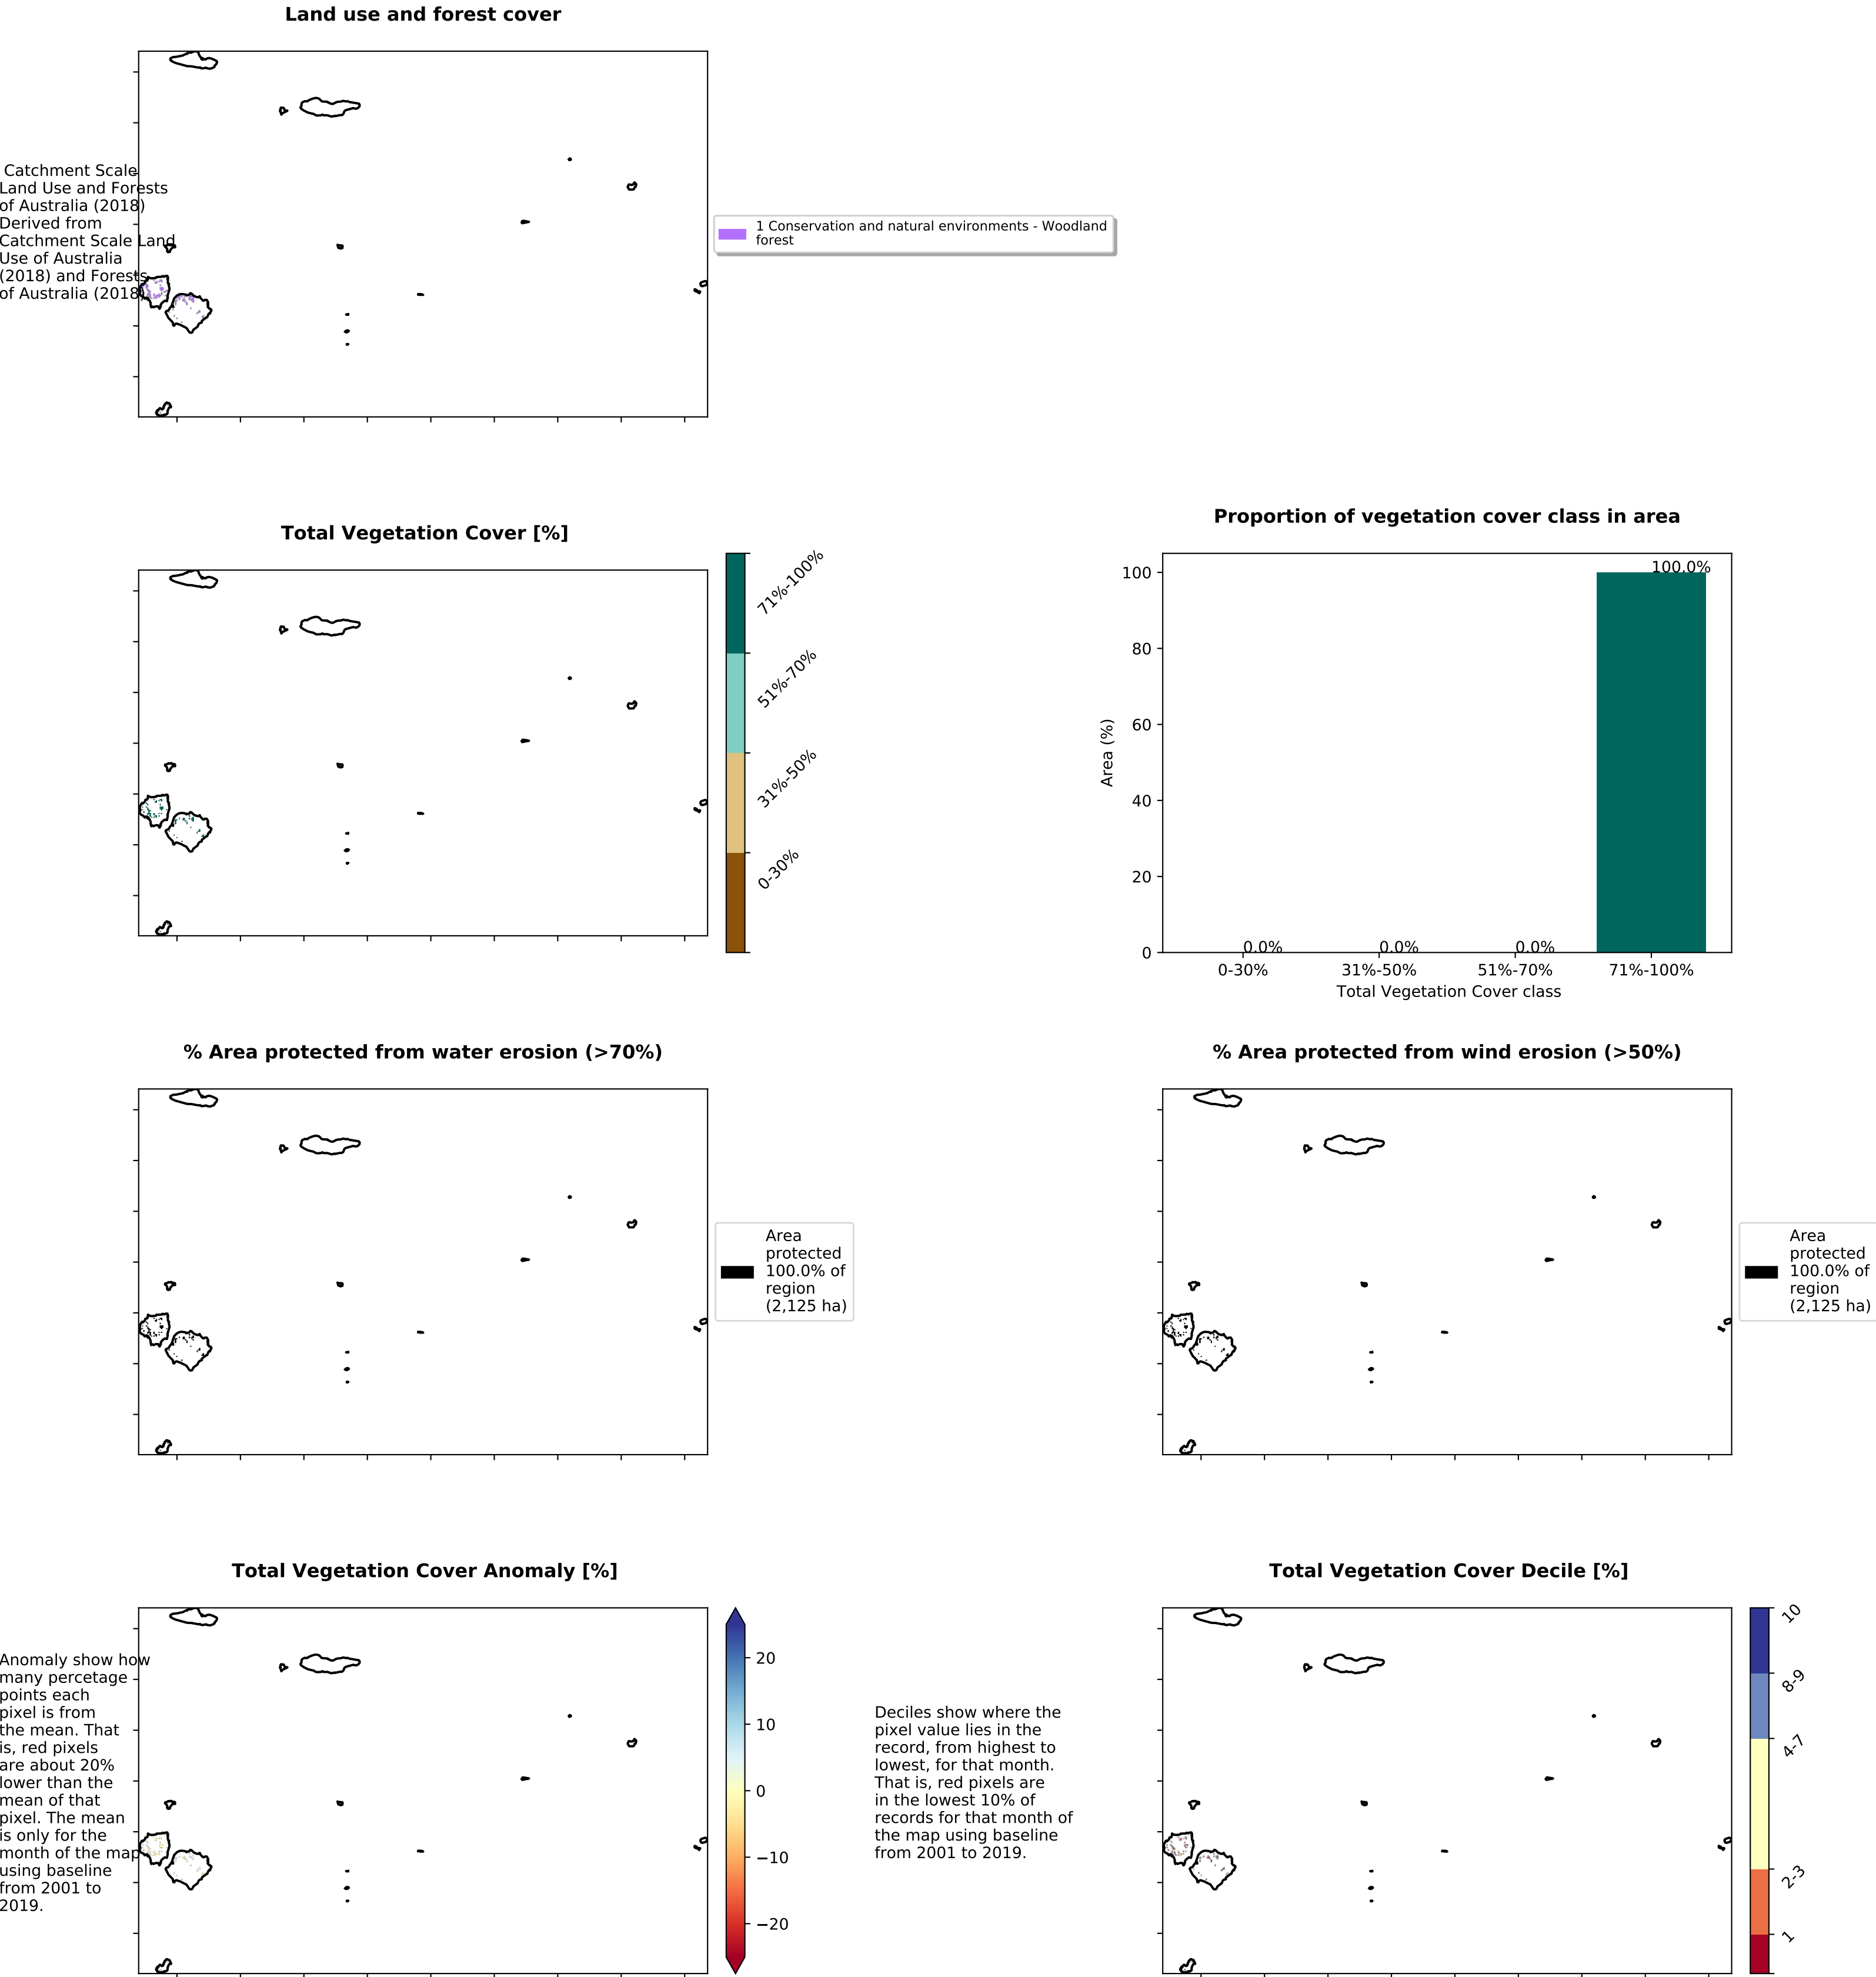 Land use and forest cover
Catchment Scale
Land Use and Forests
of Australia (2018)
Derived from
Catchment Scale Land
Use of Australia
(2018) and Forests
of Australia (2018)
1 Conservation and natural environments - Woodland
forest
Total Vegetation Cover [%]
71%-100%
51%-70%
31%-50%
0-30%
Proportion of vegetation cover class in area
100.0%
100
80
60
40
20
0
Area (%)
0.0%
0.0%
0.0%
0-30%
31%-50%
51%-70%
71%-100%
Total Vegetation Cover class
% Area protected from water erosion (>70%)
Area
protected
100.0% of
region
(2,125 ha)
% Area protected from wind erosion (>50%)
Area
protected
100.0% of
region
(2,125 ha)
Total Vegetation Cover Anomaly [%]
Anomaly show how
many percetage
points each
pixel is from
the mean. That
is, red pixels
are about 20%
lower than the
mean of that
pixel. The mean
is only for the
month of the map
using baseline
from 2001 to
2019.
20
10
0
−10
−20
Total Vegetation Cover Decile [%]
Deciles show where the
pixel value lies in the
record, from highest to
lowest, for that month.
That is, red pixels are
in the lowest 10% of
records for that month of
the map using baseline
from 2001 to 2019.
10
8-9
4-7
2-3
1